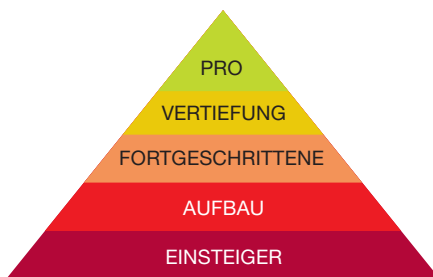 PRO
VERTIEFUNG
FORTGESCHRITTENE
AUFBAU
EINSTEIGER